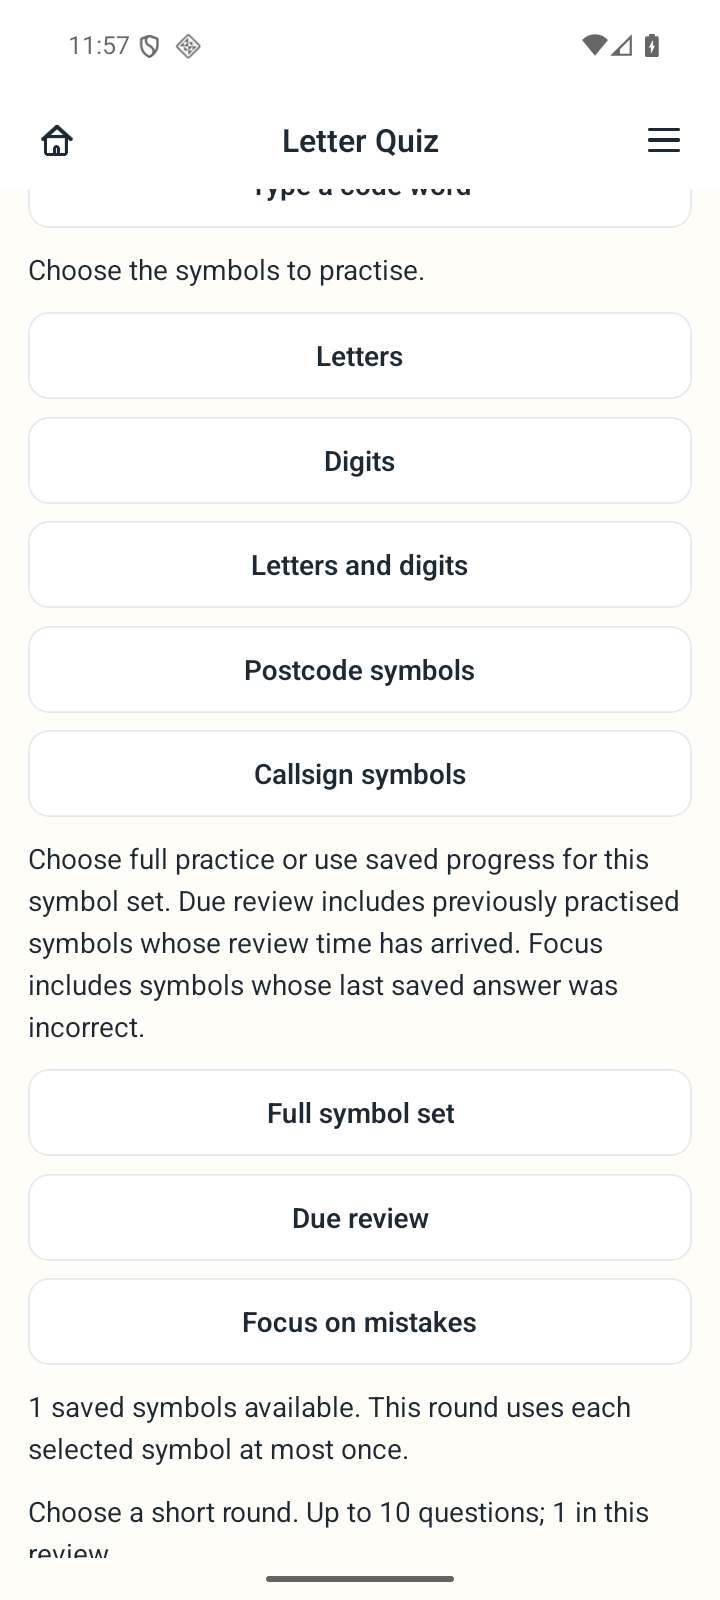 11:57
Letter Quiz
Type a code word
Choose the symbols to practise.
Letters
Digits
Letters and digits
Postcode symbols
Callsign symbols
Choose full practice or use saved progress for this
symbol set. Due review includes previously practised
symbols whose review time has arrived. Focus
includes symbols whose last saved answer was
incorrect.
Full symbol set
Due review
Focus on mistakes
1 saved symbols available. This round uses each
selected symbol at most once.
Choose a short round. Up to 10 questions; 1 in this
review